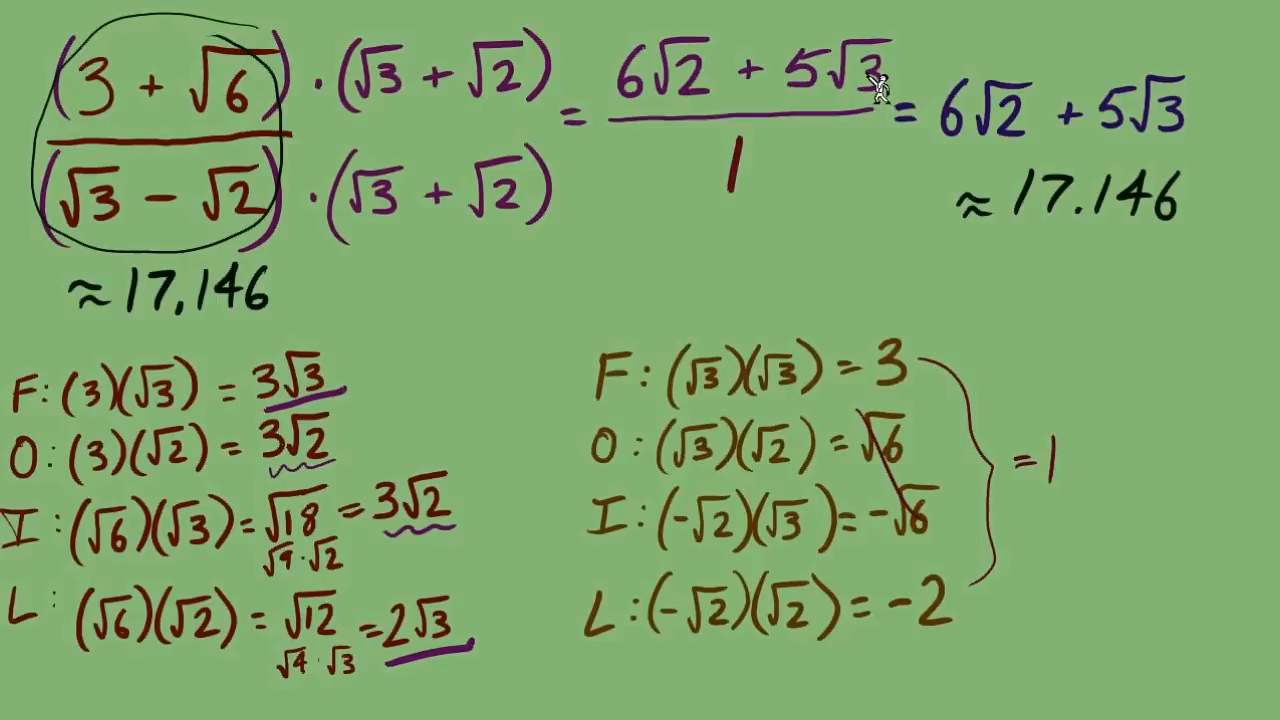 (3 + √6) · (√3 + √2) = 6√2 + 5√3 = 6√2 + 5√3
(√3 − √2) · (√3 + √2) 1
≈ 17.146
≈ 17,146
F: (3)(√3) = 3√3
O: (3)(√2) = 3√2
I: (√6)(√3) = √18 = 3√2
√9 · √2
L: (√6)(√2) = √12 = 2√3
√4 · √3
F: (√3)(√3) = 3
O: (√3)(√2) = √6
= 1
I: (-√2)(√3) = -√6
L: (-√2)(√2) = -2